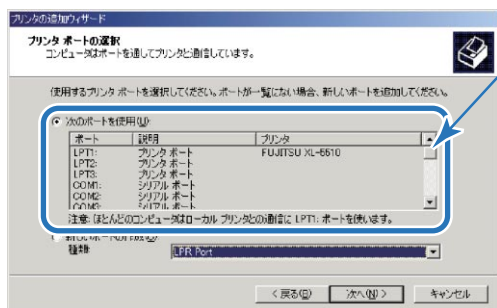 プリンタの追加ウィザード
プリンタ ポートの選択
コンピュータはポートを通してプリンタと通信しています。
使用するプリンタ ポートを選択してください。ポートが一覧にない場合、新しいポートを追加してください。
次のポートを使用(U):
ポート 説明 プリンタ
LPT1: プリンタ ポート FUJITSU XL-6510
LPT2: プリンタ ポート
LPT3: プリンタ ポート
COM1: シリアル ポート
COM2: シリアル ポート
COM3: シリアル ポート
注意: ほとんどのコンピュータはローカル プリンタとの通信に LPT1: ポートを使います。
種類: LPR Port
< 戻る(B) 次へ(N) > キャンセル